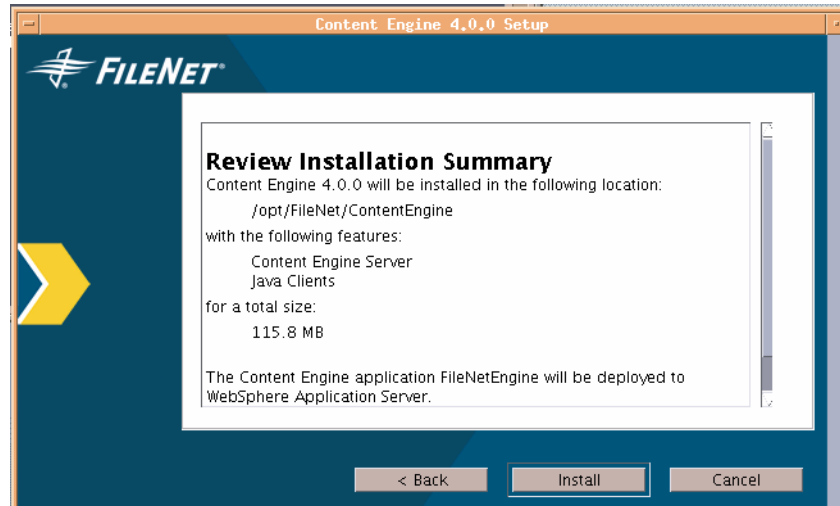 Content Engine 4.0.0 Setup
FILENET
Review Installation Summary
Content Engine 4.0.0 will be installed in the following location:
/opt/FileNet/ContentEngine
with the following features:
Content Engine Server
Java Clients
for a total size:
115.8 MB
The Content Engine application FileNetEngine will be deployed to
WebSphere Application Server.
< Back
Install
Cancel